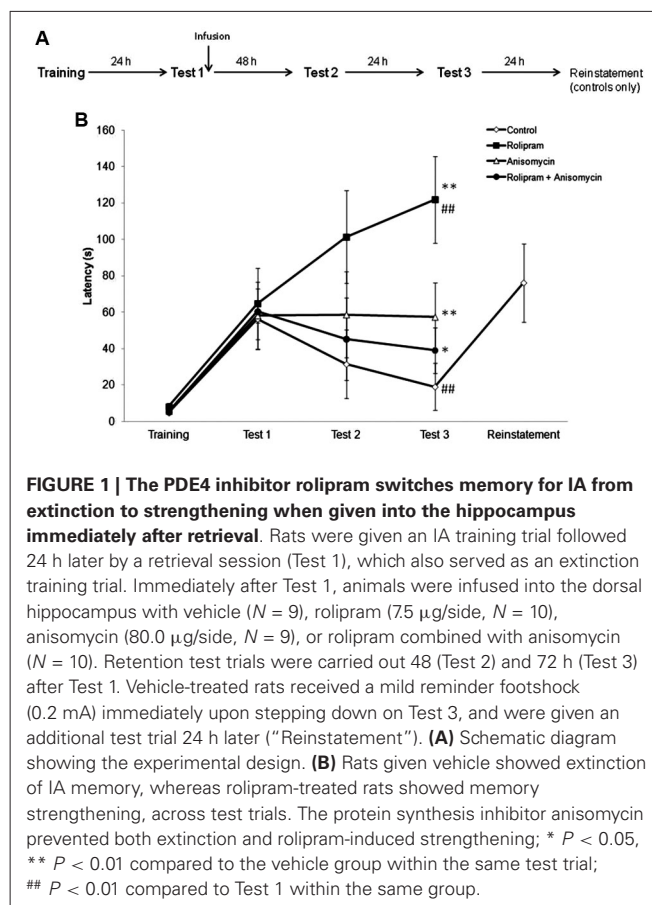 A
Infusion
Training 24 h Test 1 48 h Test 2 24 h Test 3 24 h Reinstatement
(controls only)
B
Control
Rolipram
Anisomycin
Rolipram + Anisomycin
Latency (s)
160
140
120
100
80
60
40
20
0
**
##
**
*
##
Training Test 1 Test 2 Test 3 Reinstatement
FIGURE 1 | The PDE4 inhibitor rolipram switches memory for IA from
extinction to strengthening when given into the hippocampus
immediately after retrieval. Rats were given an IA training trial followed
24 h later by a retrieval session (Test 1), which also served as an extinction
training trial. Immediately after Test 1, animals were infused into the dorsal
hippocampus with vehicle (N = 9), rolipram (7.5 μg/side, N = 10),
anisomycin (80.0 μg/side, N = 9), or rolipram combined with anisomycin
(N = 10). Retention test trials were carried out 48 (Test 2) and 72 h (Test 3)
after Test 1. Vehicle-treated rats received a mild reminder footshock
(0.2 mA) immediately upon stepping down on Test 3, and were given an
additional test trial 24 h later (“Reinstatement”). (A) Schematic diagram
showing the experimental design. (B) Rats given vehicle showed extinction
of IA memory, whereas rolipram-treated rats showed memory
strengthening, across test trials. The protein synthesis inhibitor anisomycin
prevented both extinction and rolipram-induced strengthening; * P < 0.05,
** P < 0.01 compared to the vehicle group within the same test trial;
## P < 0.01 compared to Test 1 within the same group.